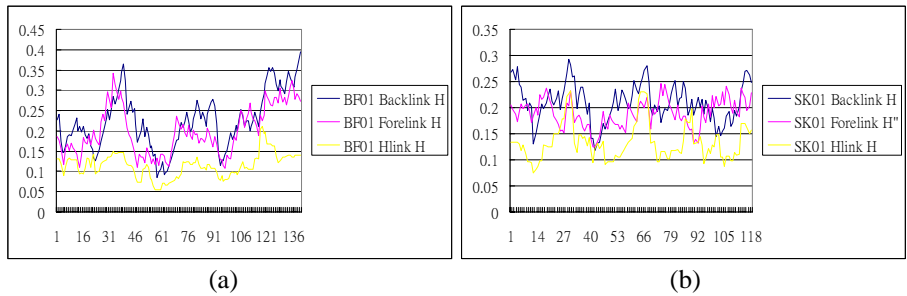 0.45
0.4
0.35
0.3
0.25
0.2
0.15
0.1
0.05
0
1 16 31 46 61 76 91 106 121 136
BF01 Backlink H
BF01 Forelink H
BF01 Hlink H
(a)
0.35
0.3
0.25
0.2
0.15
0.1
0.05
0
1 14 27 40 53 66 79 92 105 118
SK01 Backlink H
SK01 Forelink H"
SK01 Hlink H
(b)